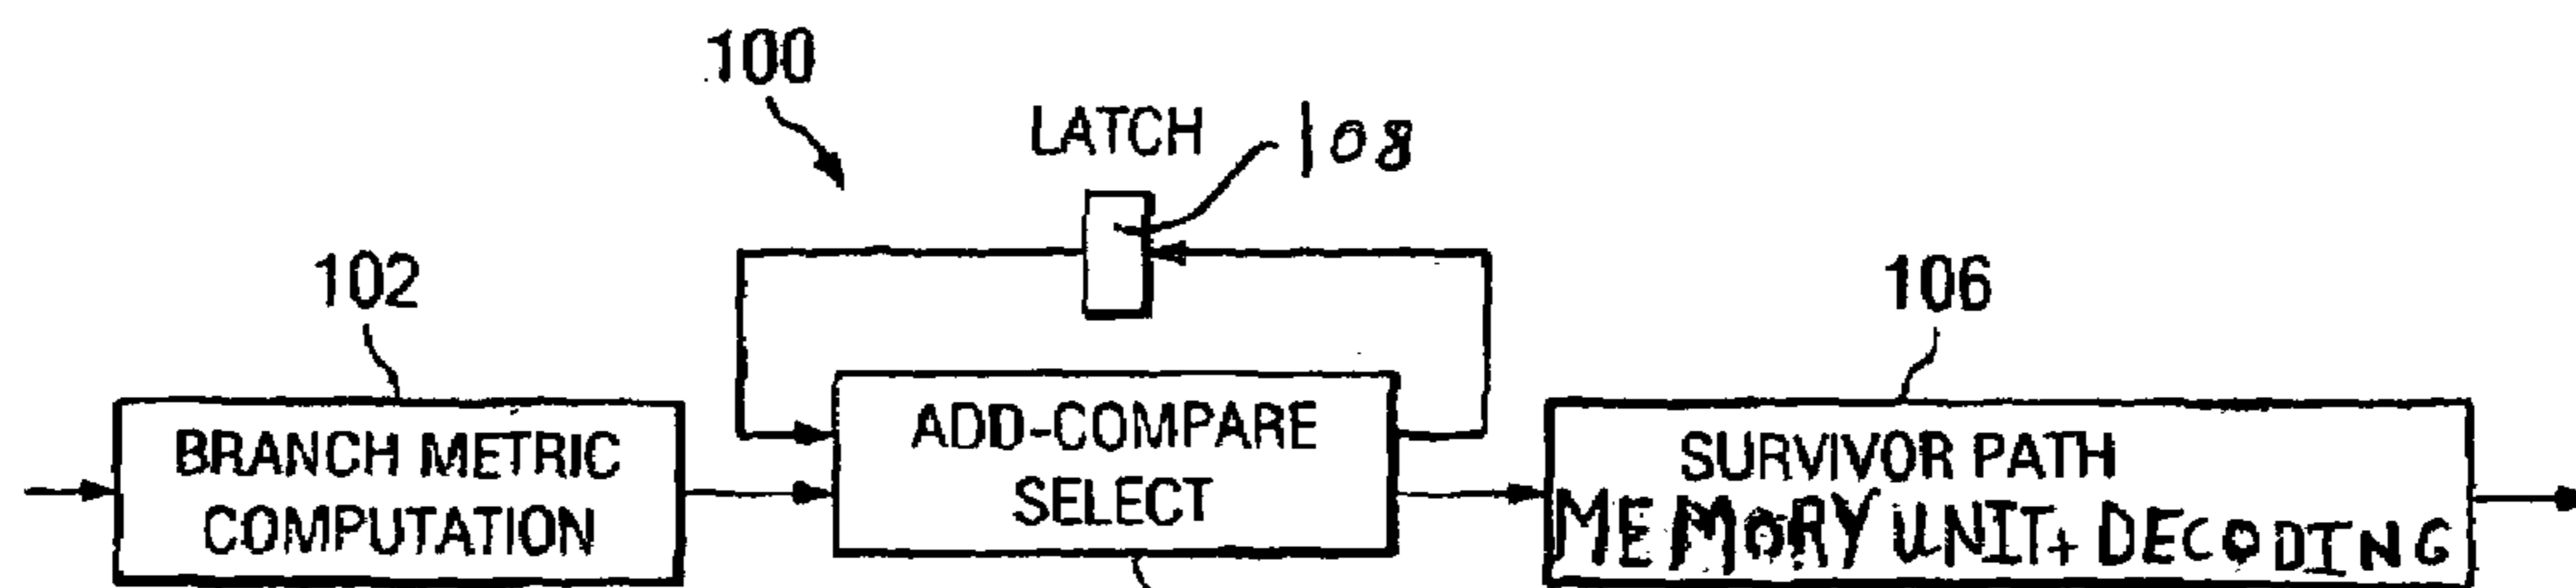 100
LATCH
108
102
106
BRANCH METRIC
COMPUTATION
ADD-COMPARE
SELECT
SURVIVOR PATH
MEMORY UNIT+ DECODING